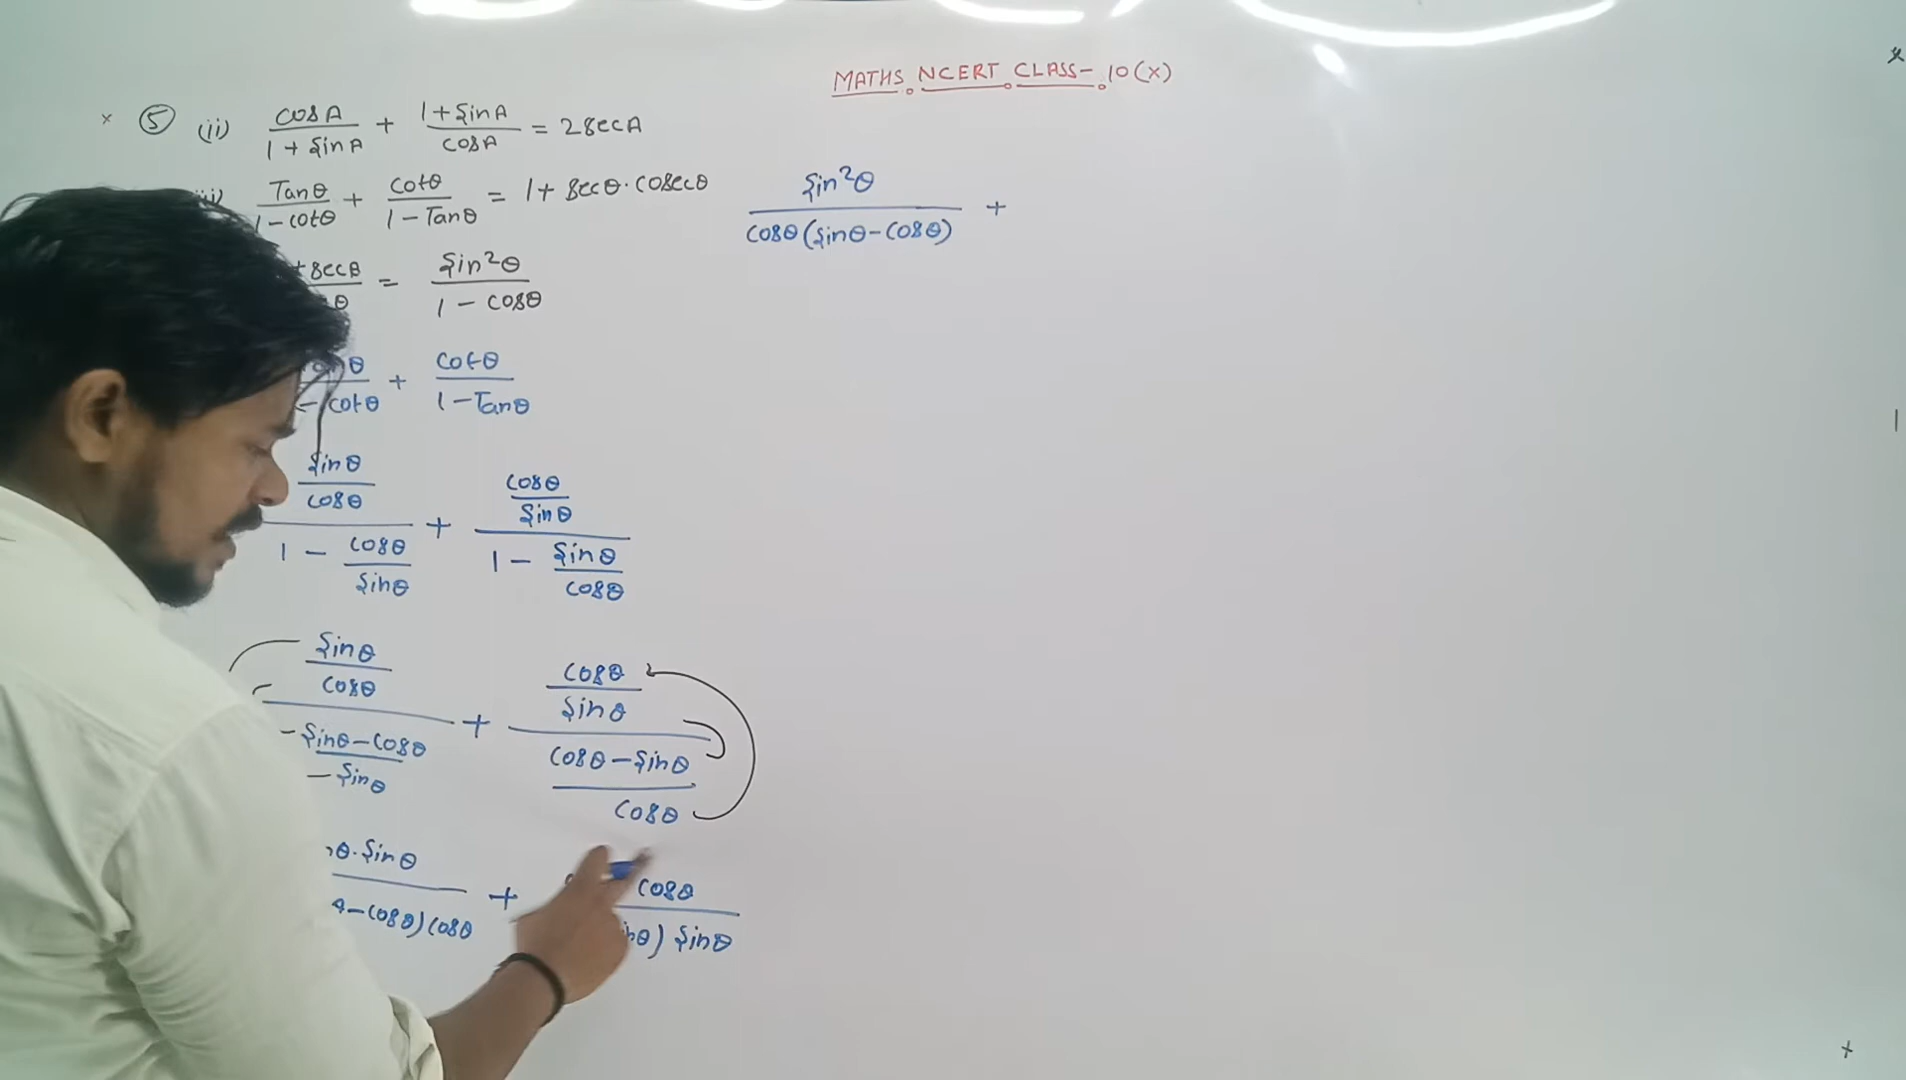 MATHS NCERT CLASS- 10(X)
× ⑤ (ii) cosA/(1 + sinA) + (1 + sinA)/cosA = 2secA
Tanθ/(1 - cotθ) + cotθ/(1 - Tanθ) = 1 + secθ·cosecθ
= sin²θ/(1 - cosθ)
cotθ + cotθ/(1 - Tanθ)
(sinθ/cosθ)/(1 - cosθ/sinθ) + (cosθ/sinθ)/(1 - sinθ/cosθ)
(sinθ/cosθ)/((-sinθ - cosθ)/(- sinθ)) + (cosθ/sinθ)/((cosθ - sinθ)/cosθ)
θ·sinθ/(-cosθ)cosθ + cosθ/) sinθ
sin²θ/(cosθ(sinθ - cosθ)) +